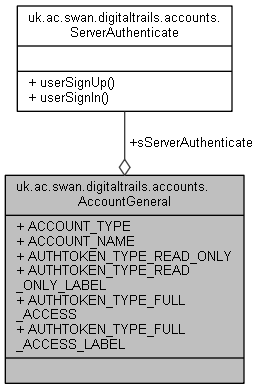 uk.ac.swan.digitaltrails.accounts.
ServerAuthenticate
+ userSignUp()
+ userSignIn()
+sServerAuthenticate
uk.ac.swan.digitaltrails.accounts.
AccountGeneral
+ ACCOUNT_TYPE
+ ACCOUNT_NAME
+ AUTHTOKEN_TYPE_READ_ONLY
+ AUTHTOKEN_TYPE_READ
_ONLY_LABEL
+ AUTHTOKEN_TYPE_FULL
_ACCESS
+ AUTHTOKEN_TYPE_FULL
_ACCESS_LABEL